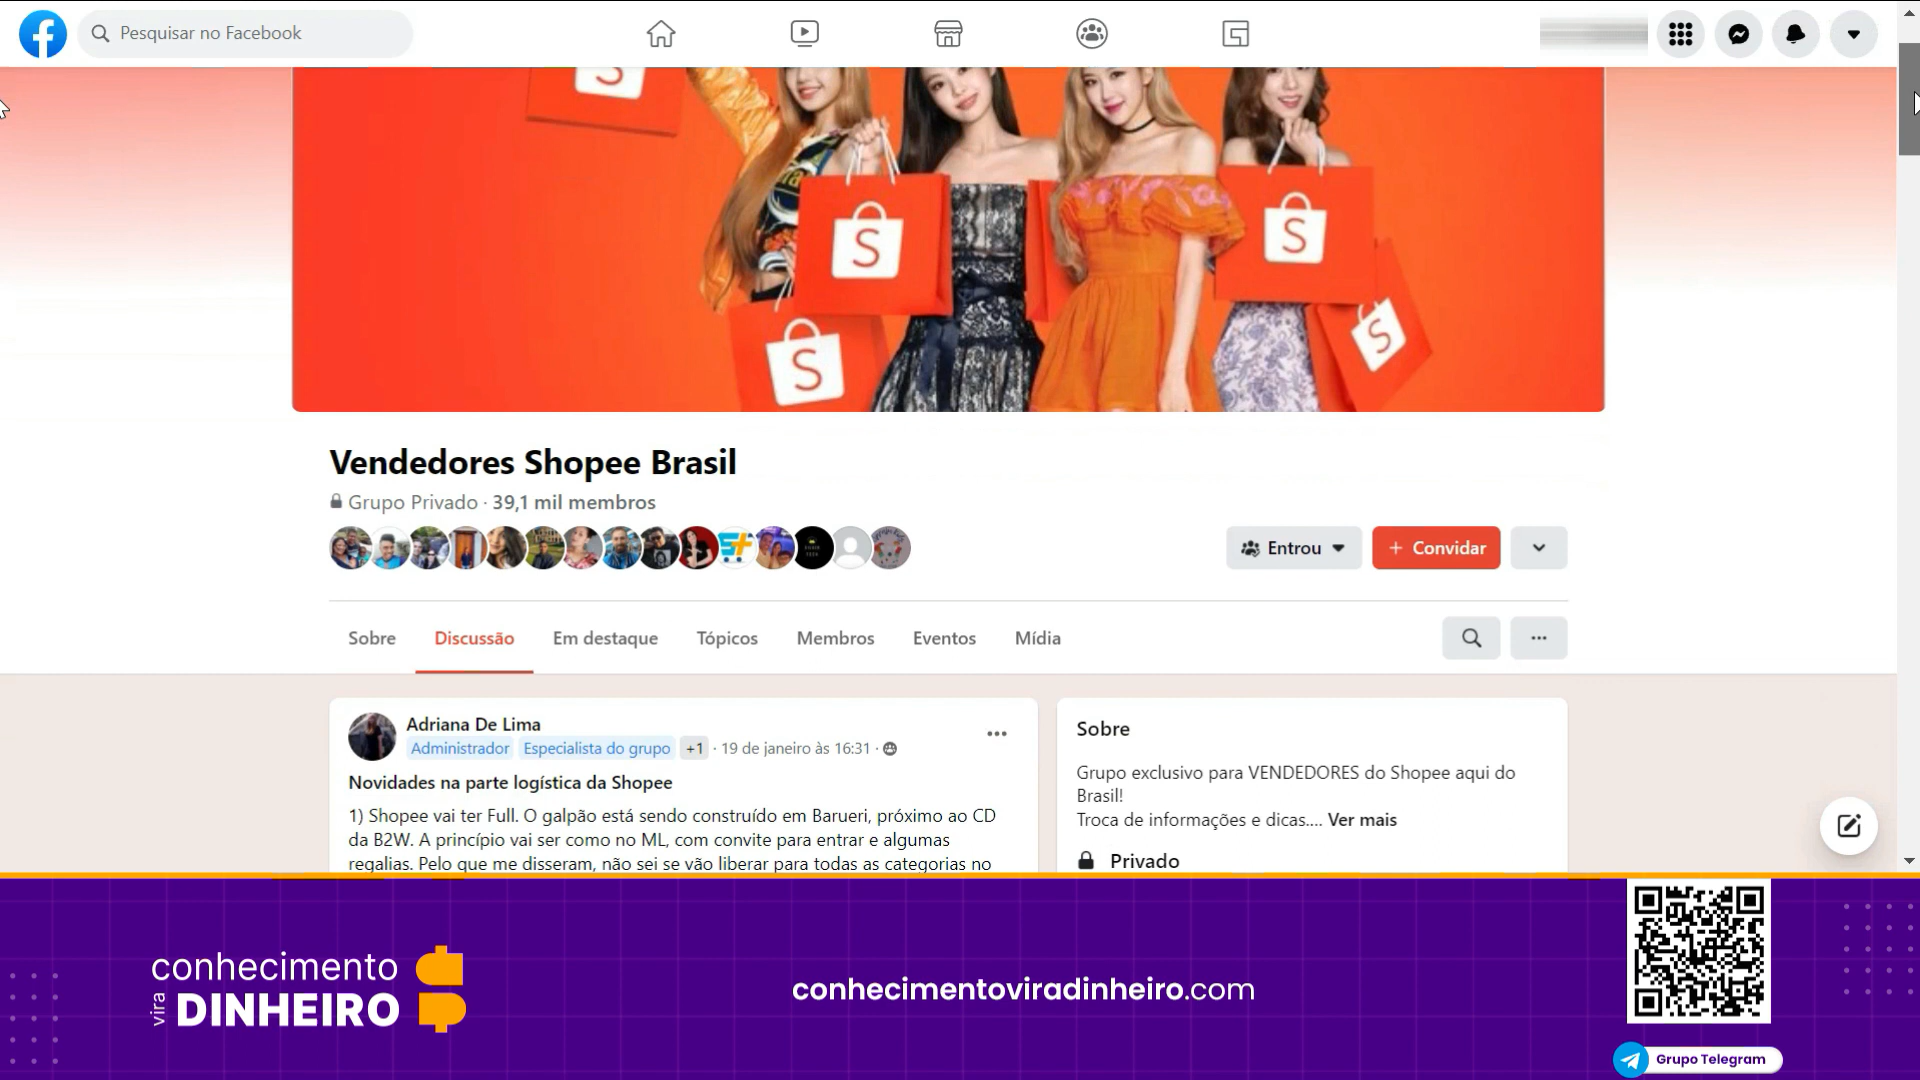 Pesquisar no Facebook
S
S
S
S
S
Vendedores Shopee Brasil
Grupo Privado · 39,1 mil membros
Entrou
+ Convidar
Sobre
Discussão
Em destaque
Tópicos
Membros
Eventos
Mídia
Adriana De Lima
Administrador Especialista do grupo +1 · 19 de janeiro às 16:31 ·
Novidades na parte logística da Shopee
1) Shopee vai ter Full. O galpão está sendo construído em Barueri, próximo ao CD
da B2W. A princípio vai ser como no ML, com convite para entrar e algumas
regalias. Pelo que me disseram, não sei se vão liberar para todas as categorias no
Sobre
Grupo exclusivo para VENDEDORES do Shopee aqui do
Brasil!
Troca de informações e dicas.... Ver mais
Privado
conhecimento
vira DINHEIRO
conhecimentoviradinheiro.com
Grupo Telegram